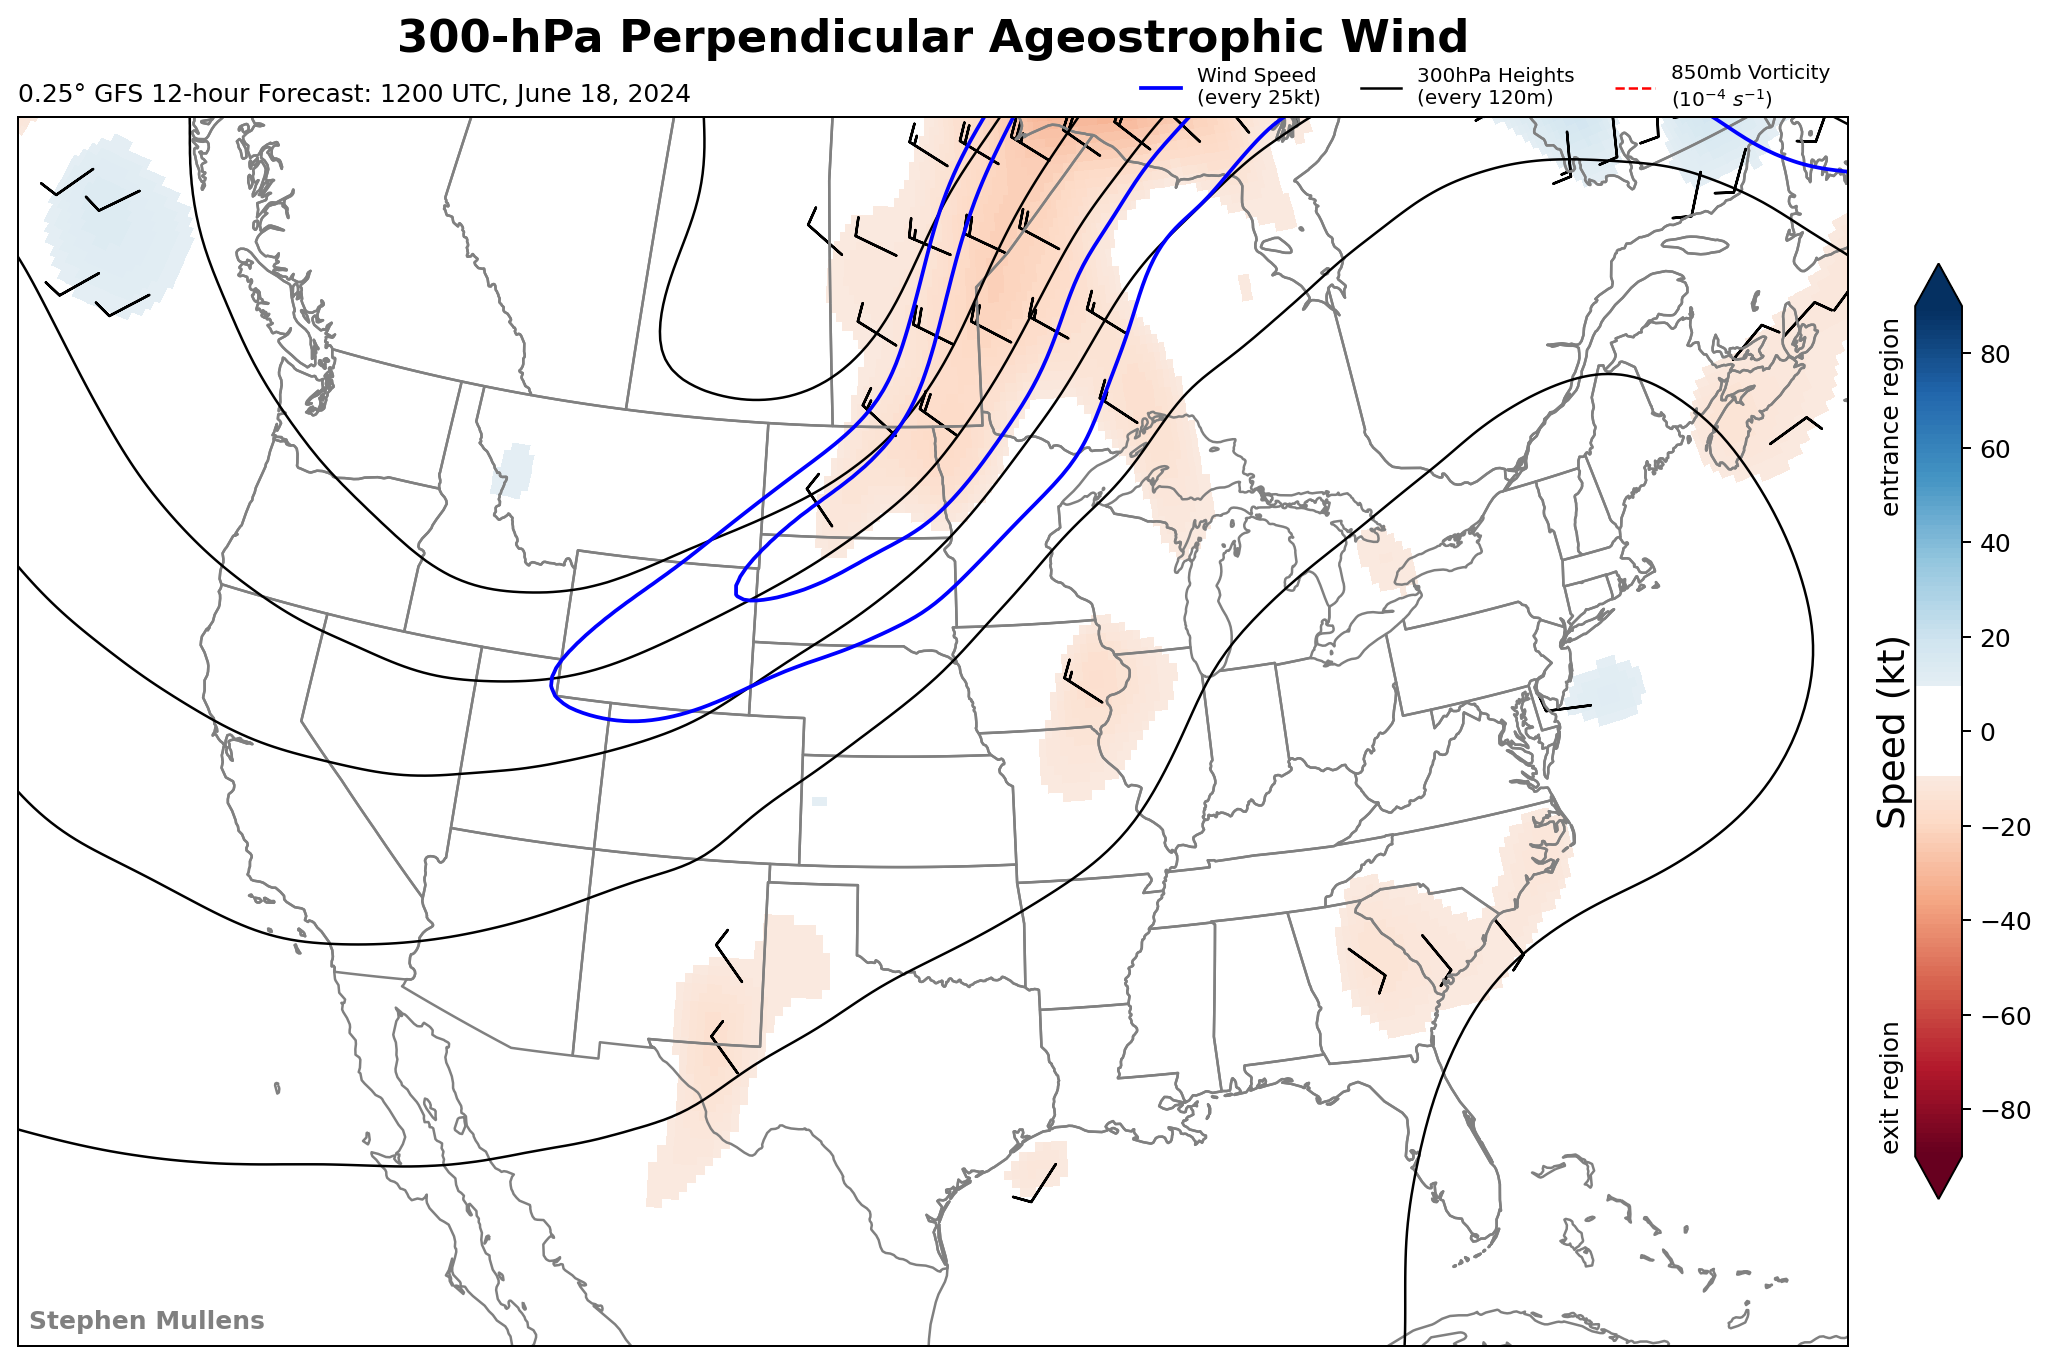 300-hPa Perpendicular Ageostrophic Wind
0.25° GFS 12-hour Forecast: 1200 UTC, June 18, 2024
Wind Speed
(every 25kt)
300hPa Heights
(every 120m)
850mb Vorticity
(10⁻⁴ s⁻¹)
entrance region
Speed (kt)
exit region
80
60
40
20
0
−20
−40
−60
−80
Stephen Mullens